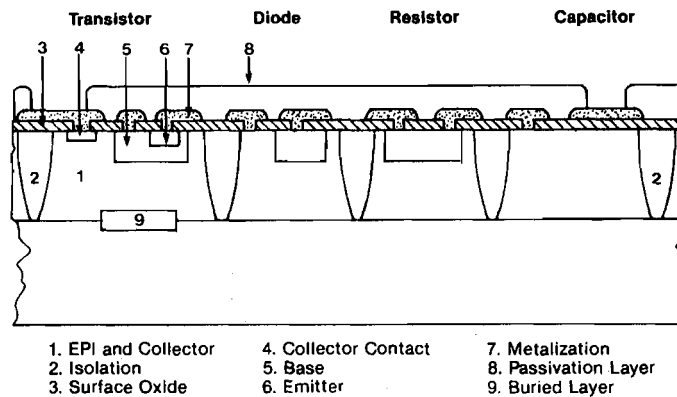 Transistor Diode Resistor Capacitor
3 4 5 6 7 8
2 1 2
9
1. EPI and Collector 4. Collector Contact 7. Metalization
2. Isolation 5. Base 8. Passivation Layer
3. Surface Oxide 6. Emitter 9. Buried Layer